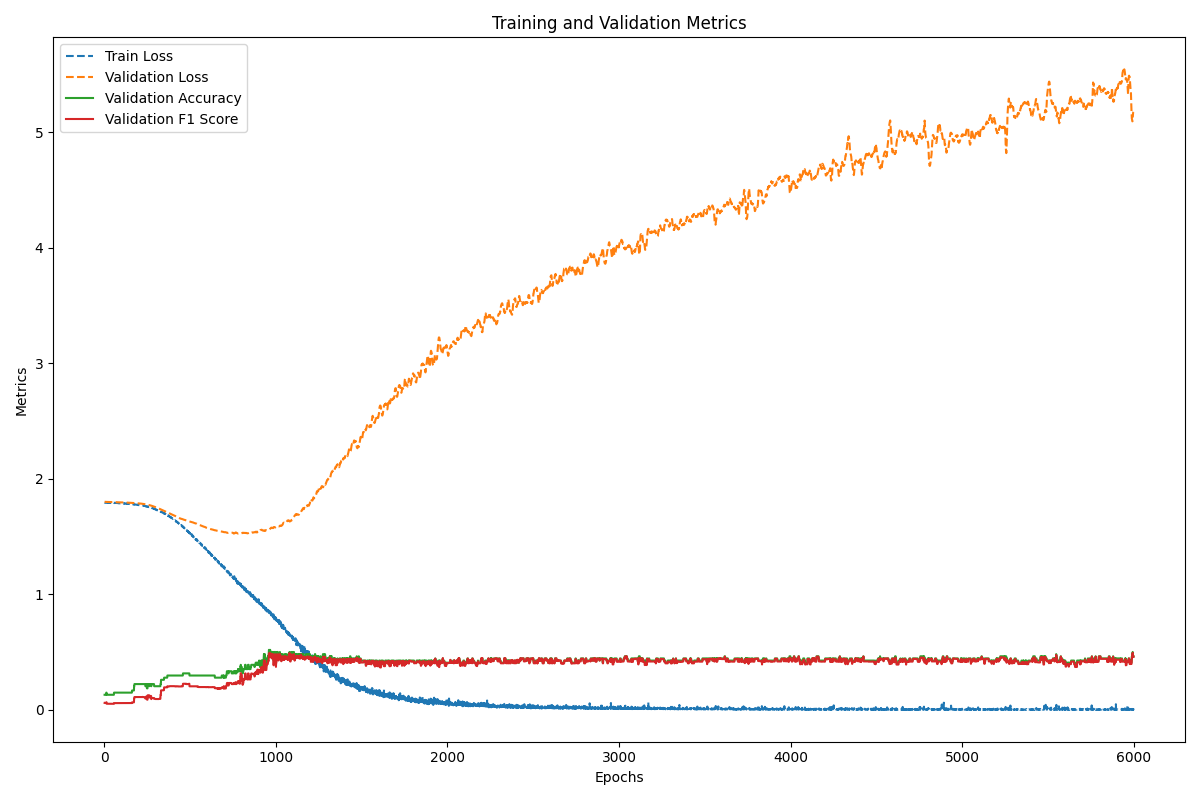 Training and Validation Metrics
Train Loss
Validation Loss
Validation Accuracy
Validation F1 Score
5
4
3
2
1
0
Metrics
0 1000 2000 3000 4000 5000 6000
Epochs